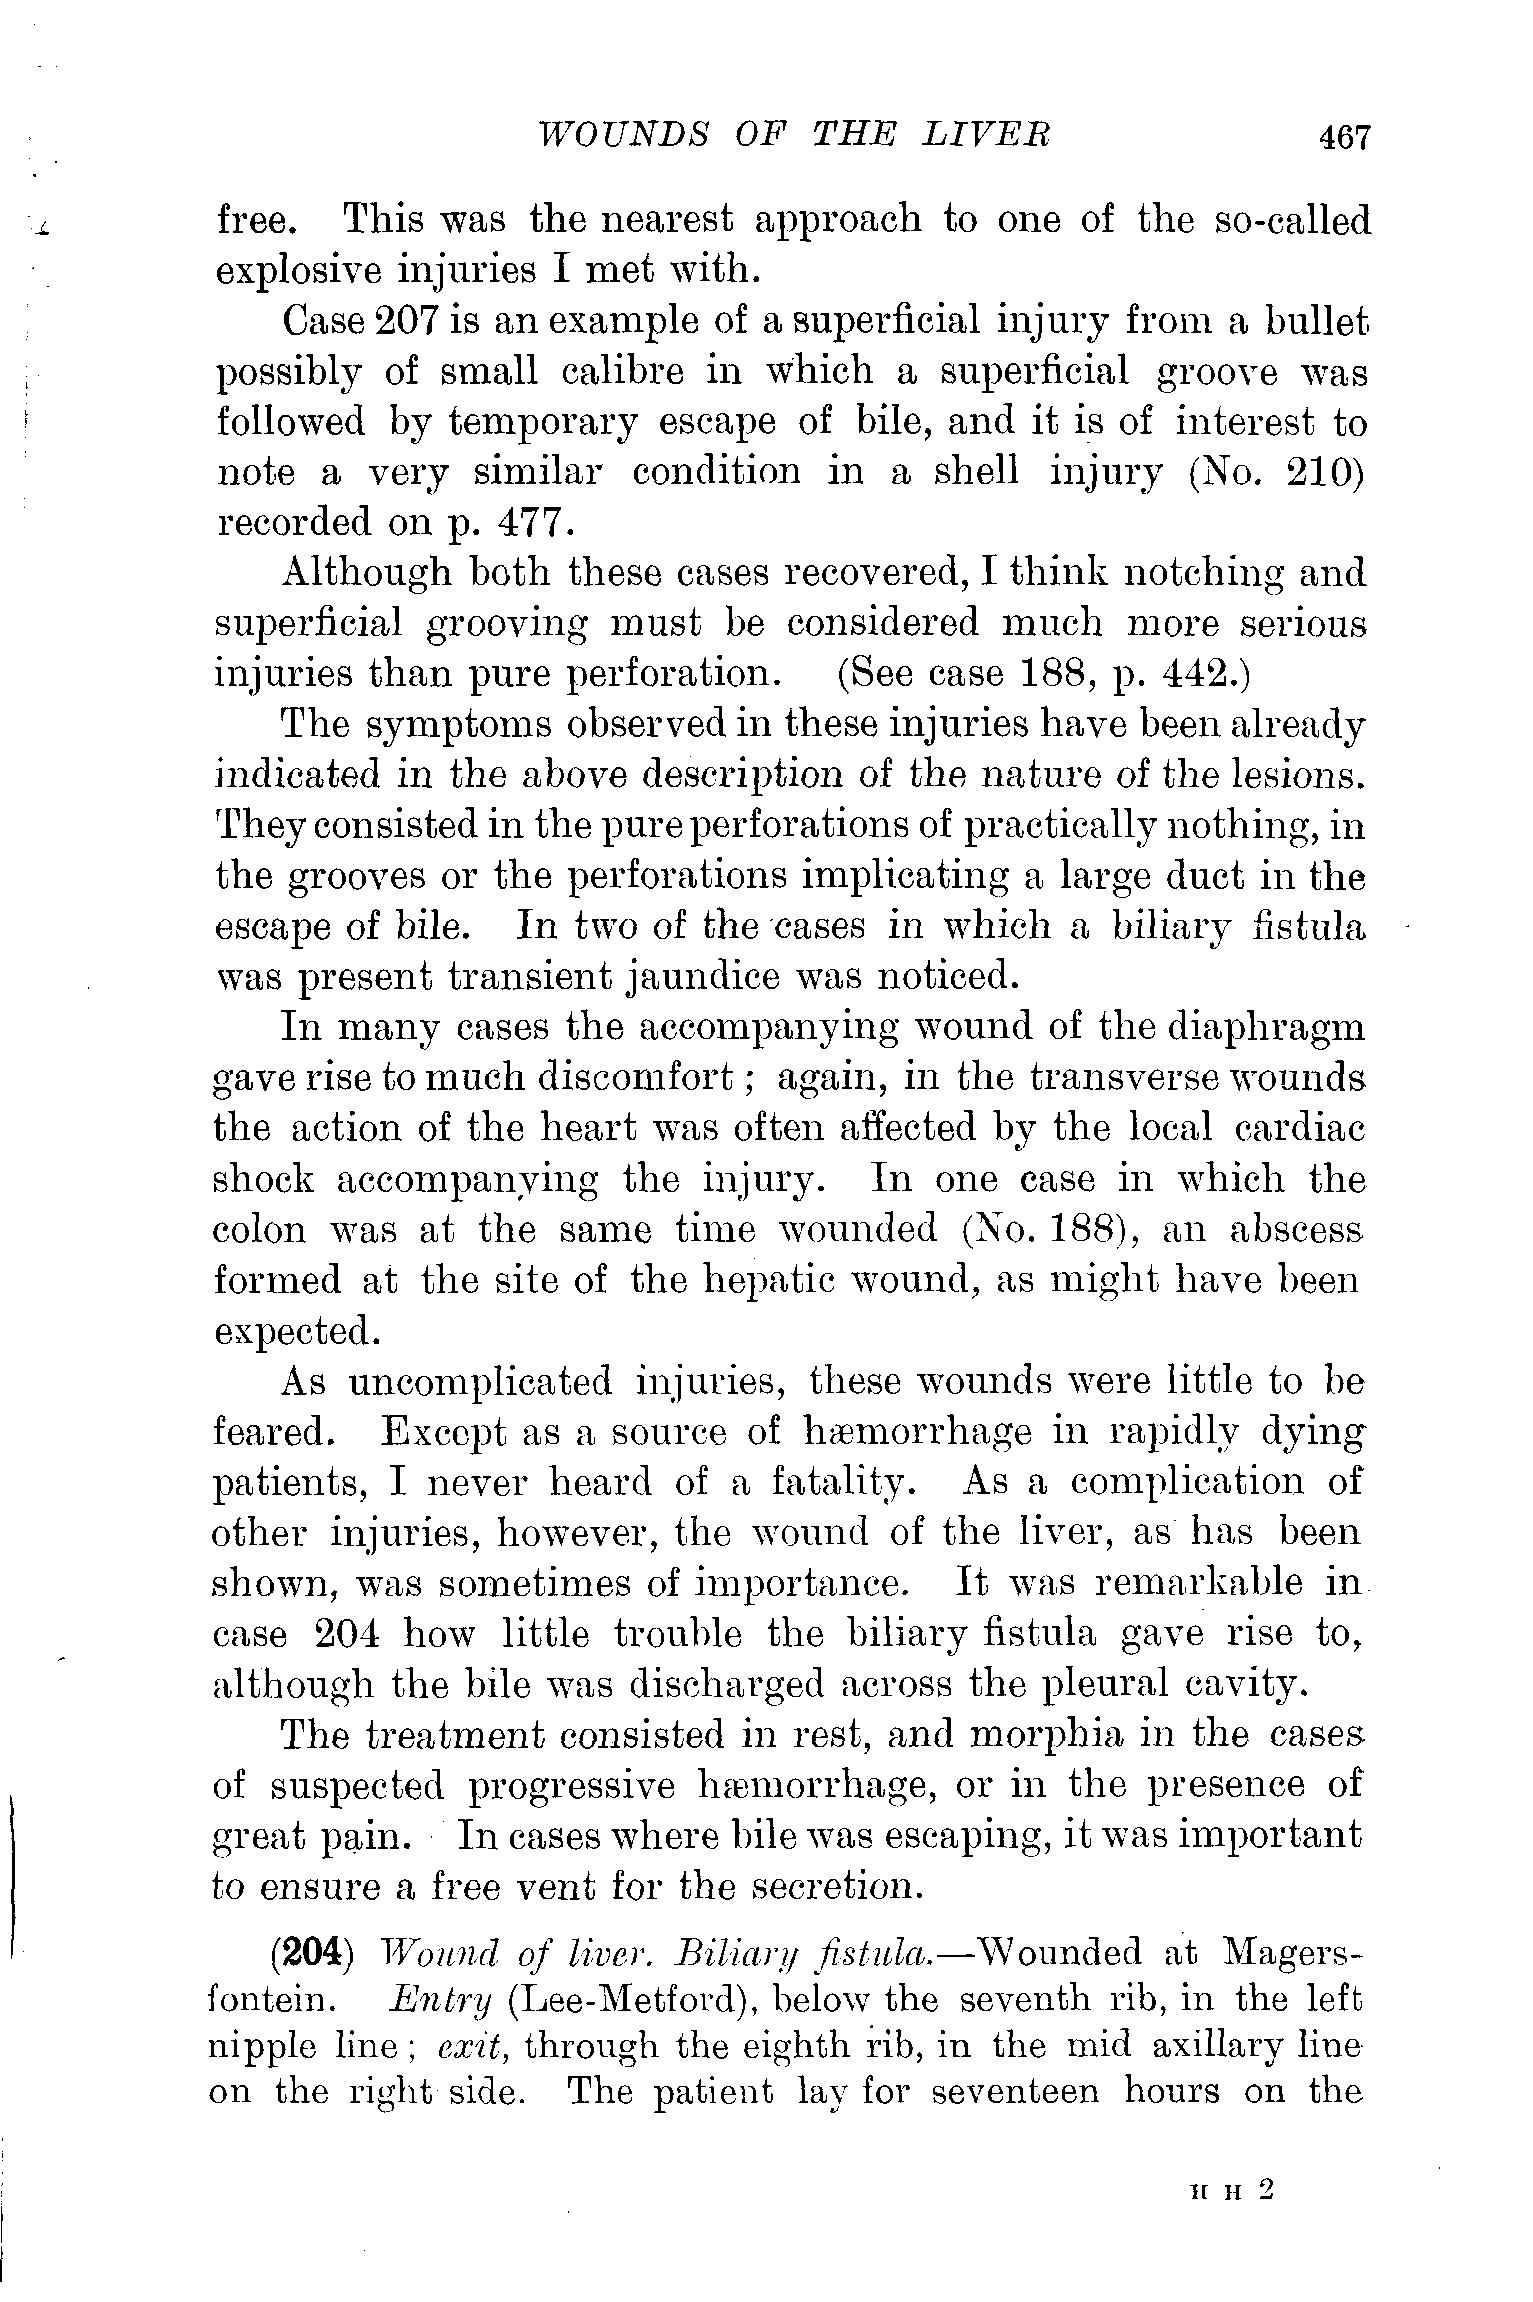 WOUNDS OF THE LIVER 467
free. This was the nearest approach to one of the so-called
explosive injuries I met with.
Case 207 is an example of a superficial injury from a bullet
possibly of small calibre in which a superficial groove was
followed by temporary escape of bile, and it is of interest to
note a very similar condition in a shell injury (No. 210)
recorded on p. 477.
Although both these cases recovered, I think notching and
superficial grooving must be considered much more serious
injuries than pure perforation. (See case 188, p. 442.)
The symptoms observed in these injuries have been already
indicated in the above description of the nature of the lesions.
They consisted in the pure perforations of practically nothing, in
the grooves or the perforations implicating a large duct in the
escape of bile. In two of the cases in which a biliary fistula
was present transient jaundice was noticed.
In many cases the accompanying wound of the diaphragm
gave rise to much discomfort ; again, in the transverse wounds
the action of the heart was often affected by the local cardiac
shock accompanying the injury. In one case in which the
colon was at the same time wounded (No. 188), an abscess
formed at the site of the hepatic wound, as might have been
expected.
As uncomplicated injuries, these wounds were little to be
feared. Except as a source of hæmorrhage in rapidly dying
patients, I never heard of a fatality. As a complication of
other injuries, however, the wound of the liver, as has been
shown, was sometimes of importance. It was remarkable in
case 204 how little trouble the biliary fistula gave rise to,
although the bile was discharged across the pleural cavity.
The treatment consisted in rest, and morphia in the cases
of suspected progressive hæmorrhage, or in the presence of
great pain. In cases where bile was escaping, it was important
to ensure a free vent for the secretion.
(204) Wound of liver. Biliary fistula.—Wounded at Magers-
fontein. Entry (Lee-Metford), below the seventh rib, in the left
nipple line ; exit, through the eighth rib, in the mid axillary line
on the right side. The patient lay for seventeen hours on the
H H 2